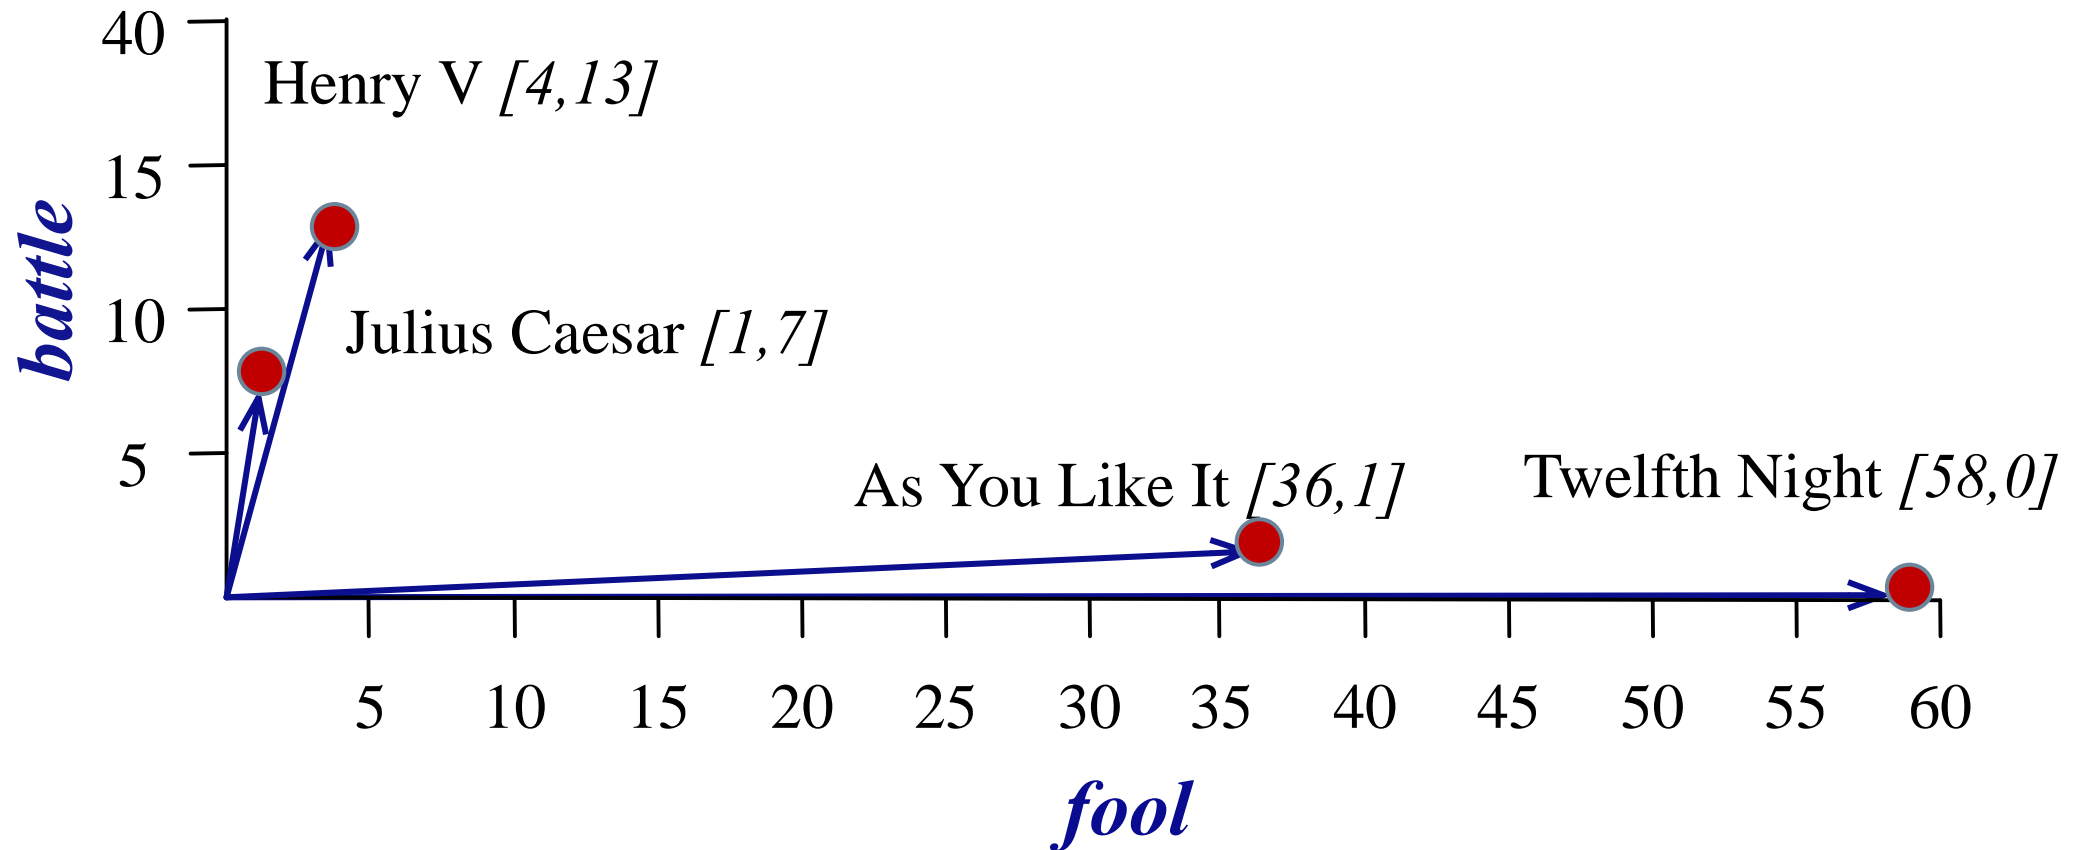 40
Henry V [4,13]
15
battle
10
Julius Caesar [1,7]
5
As You Like It [36,1]
Twelfth Night [58,0]
5 10 15 20 25 30 35 40 45 50 55 60
fool